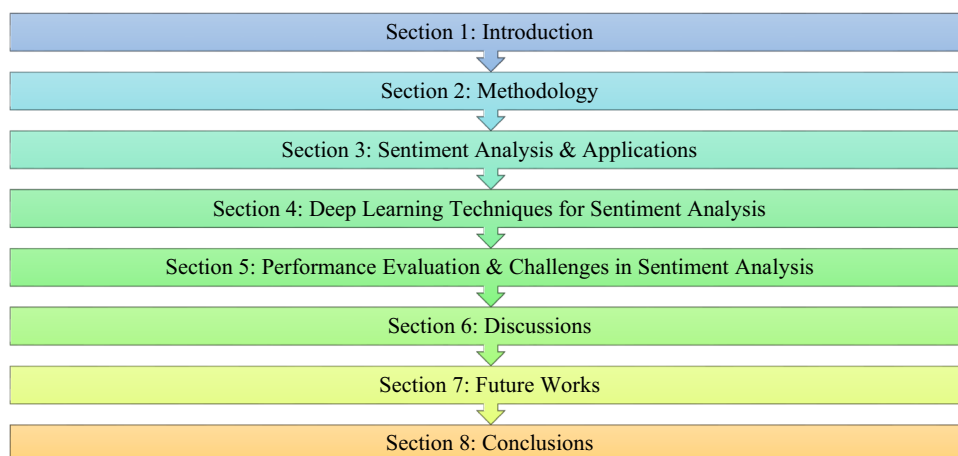 Section 1: Introduction
Section 2: Methodology
Section 3: Sentiment Analysis & Applications
Section 4: Deep Learning Techniques for Sentiment Analysis
Section 5: Performance Evaluation & Challenges in Sentiment Analysis
Section 6: Discussions
Section 7: Future Works
Section 8: Conclusions